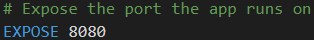 # Expose the port the app runs on
EXPOSE 8080